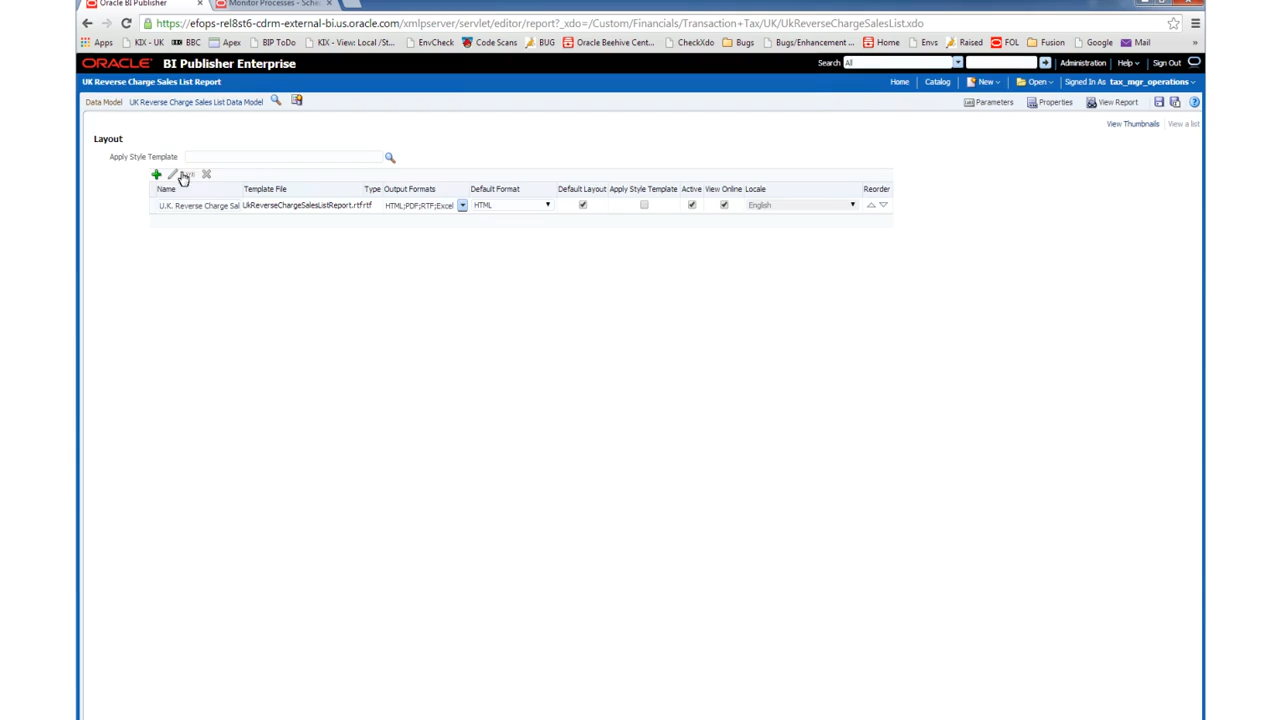 Oracle BI Publisher Monitor Processes - Sche
https://efops-rel8st6-cdrm-external-bi.us.oracle.com/xmlpserver/servlet/editor/report?_xdo=/Custom/Financials/Transaction+Tax/UK/UkReverseChargeSalesList.xdo
Apps KIX - UK BBC Apex BIP ToDo KIX - View: Local /St... EnvCheck Code Scans BUG Oracle Beehive Cent... CheckXdo Bugs Bugs/Enhancement ... Home Envs Raised FOL Fusion Google Mail »
ORACLE BI Publisher Enterprise Search All Administration Help Sign Out
UK Reverse Charge Sales List Report Home Catalog New Open Signed In As tax_mgr_operations
Data Model UK Reverse Charge Sales List Data Model Parameters Properties View Report
View Thumbnails View a list
Layout
Apply Style Template
Name Template File Type Output Formats Default Format Default Layout Apply Style Template Active View Online Locale Reorder
U.K. Reverse Charge Sal UkReverseChargeSalesListReport.rtf rtf HTML;PDF;RTF;Excel HTML English